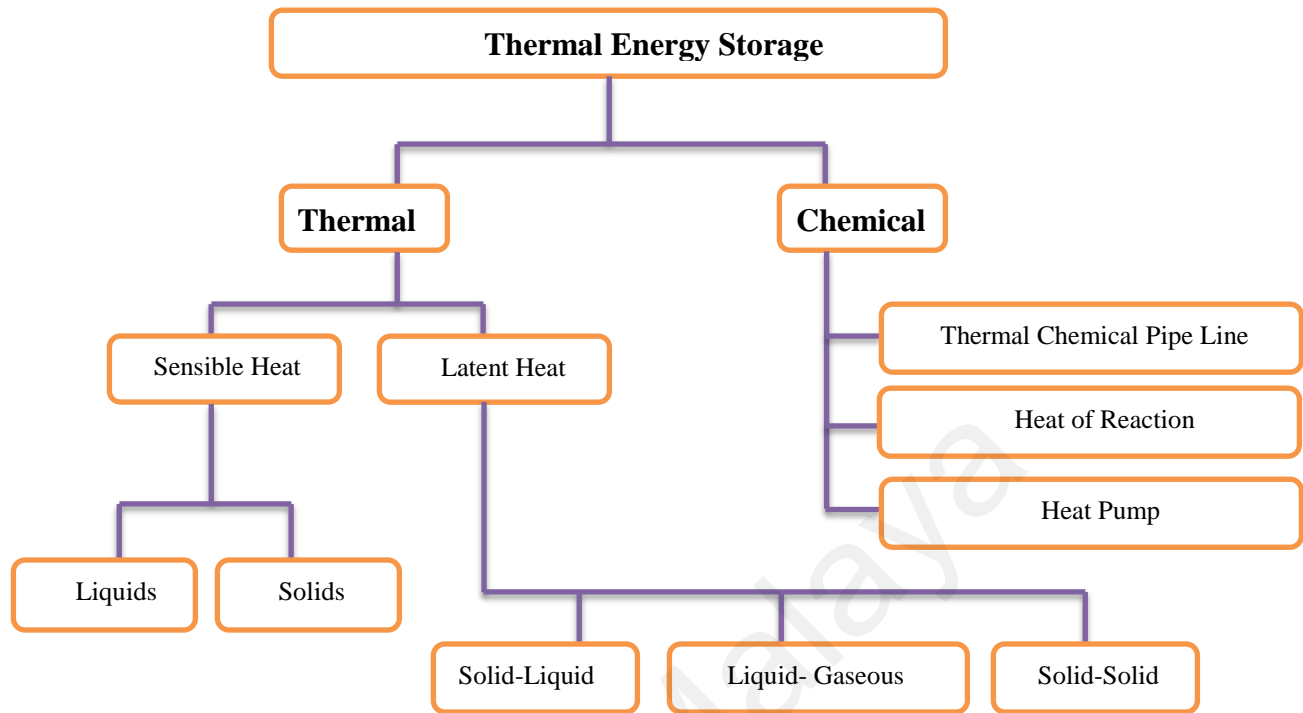 Thermal Energy Storage
Thermal
Chemical
Sensible Heat
Latent Heat
Thermal Chemical Pipe Line
Heat of Reaction
Heat Pump
Liquids
Solids
Solid-Liquid
Liquid- Gaseous
Solid-Solid
Malaya